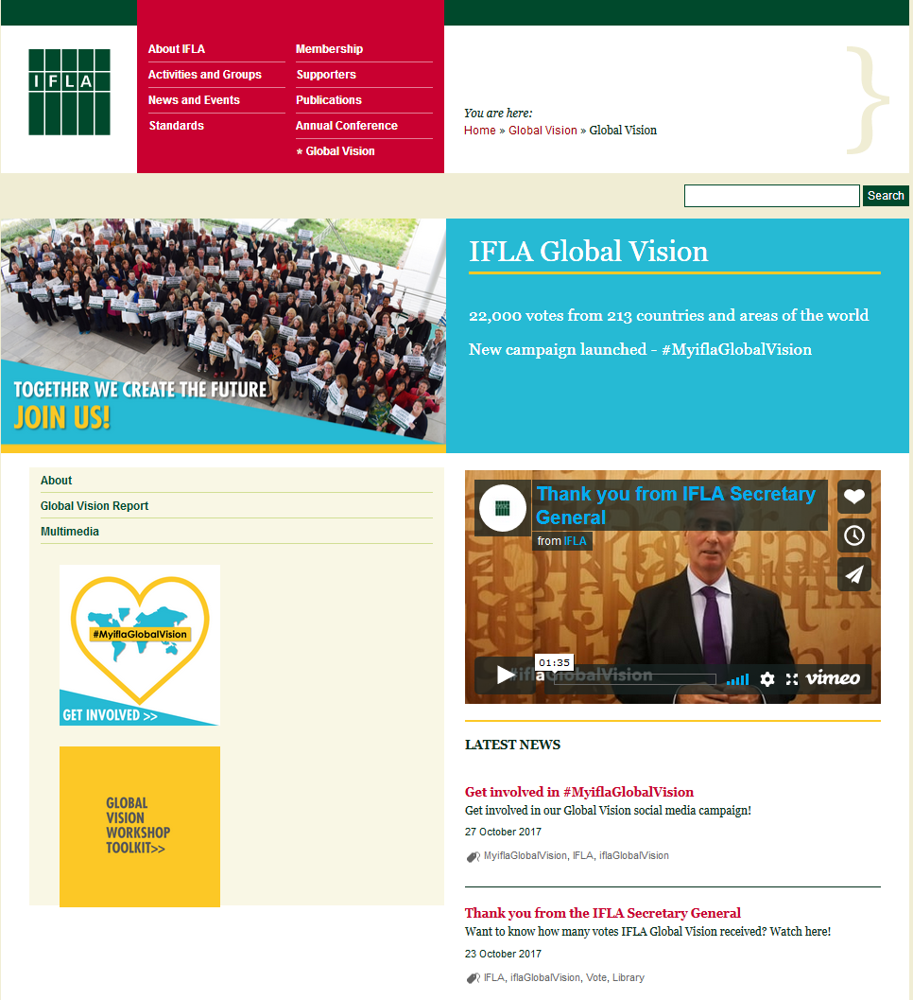 IFLA
About IFLA
Activities and Groups
News and Events
Standards
Membership
Supporters
Publications
Annual Conference
* Global Vision
You are here:
Home » Global Vision » Global Vision
Search
TOGETHER WE CREATE THE FUTURE
JOIN US!
IFLA Global Vision
22,000 votes from 213 countries and areas of the world
New campaign launched - #MyiflaGlobalVision
About
Global Vision Report
Multimedia
#MyiflaGlobalVision
GET INVOLVED >>
GLOBAL
VISION
WORKSHOP
TOOLKIT>>
Thank you from IFLA Secretary
General
from IFLA
01:35
#iflaGlobalVision
vimeo
LATEST NEWS
Get involved in #MyiflaGlobalVision
Get involved in our Global Vision social media campaign!
27 October 2017
MyiflaGlobalVision, IFLA, iflaGlobalVision
Thank you from the IFLA Secretary General
Want to know how many votes IFLA Global Vision received? Watch here!
23 October 2017
IFLA, iflaGlobalVision, Vote, Library